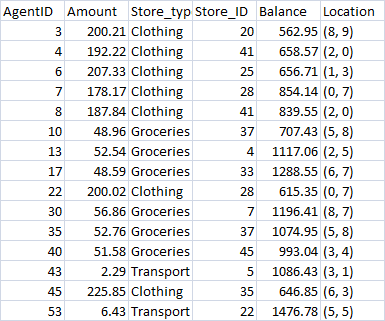 AgentID Amount Store_typ Store_ID Balance Location
3 200.21 Clothing 20 562.95 (8, 9)
4 192.22 Clothing 41 658.57 (2, 0)
6 207.33 Clothing 25 656.71 (1, 3)
7 178.17 Clothing 28 854.14 (0, 7)
8 187.84 Clothing 41 839.55 (2, 0)
10 48.96 Groceries 37 707.43 (5, 8)
13 52.54 Groceries 4 1117.06 (2, 5)
17 48.59 Groceries 33 1288.55 (6, 7)
22 200.02 Clothing 28 615.35 (0, 7)
30 56.86 Groceries 7 1196.41 (8, 7)
35 52.76 Groceries 37 1074.95 (5, 8)
40 51.58 Groceries 45 993.04 (3, 4)
43 2.29 Transport 5 1086.43 (3, 1)
45 225.85 Clothing 35 646.85 (6, 3)
53 6.43 Transport 22 1476.78 (5, 5)